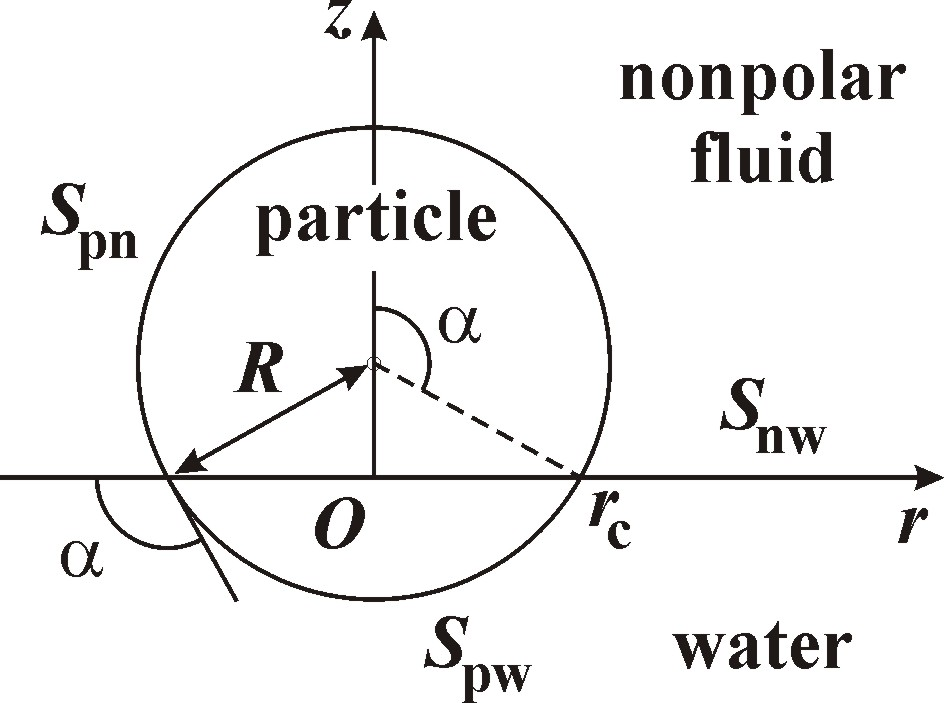 z
nonpolar
fluid
S_pn
particle
α
R
S_nw
O
r_c
r
α
S_pw
water